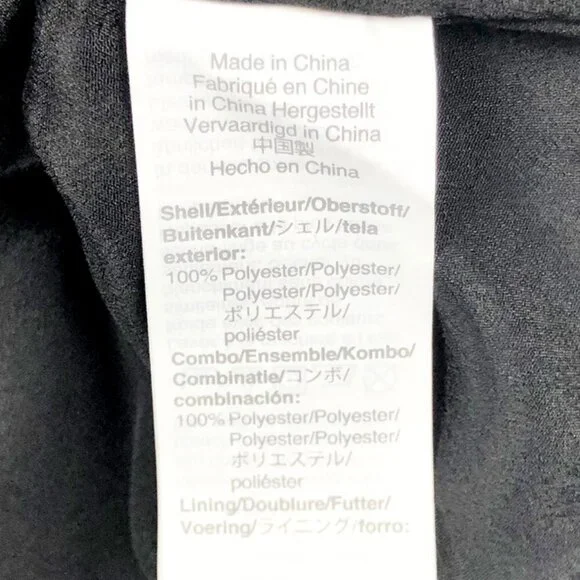 Made in China
Fabriqué en Chine
in China Hergestellt
Vervaardigd in China
中国製
Hecho en China
Shell/Extérieur/Oberstoff/
Buitenkant/シェル/tela
exterior:
100% Polyester/Polyester/
Polyester/Polyester/
ポリエステル/
poliéster
Combo/Ensemble/Kombo/
Combinatie/コンボ/
combinación:
100% Polyester/Polyester/
Polyester/Polyester/
ポリエステル/
poliéster
Lining/Doublure/Futter/
Voering/ライニング/forro: